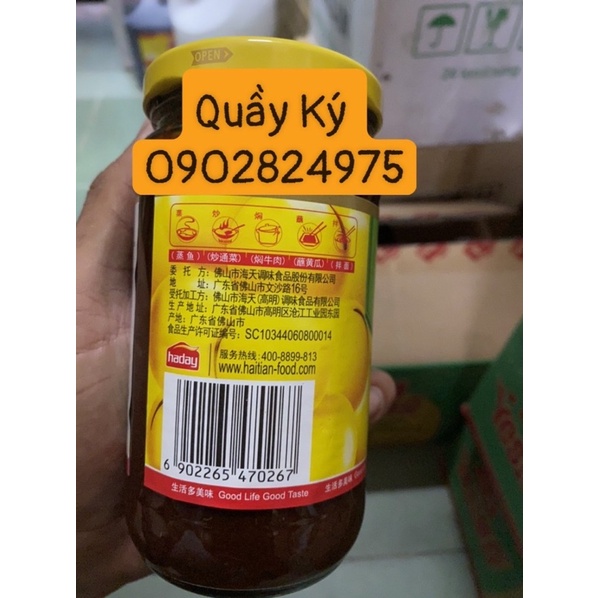 OPEN
Quầy Ký
0902824975
蒸 炒 焖 蘸 拌
(蒸鱼) (炒通菜) (焖牛肉) (蘸黄瓜) (拌面)
委托方: 佛山市海天调味食品股份有限公司
地址: 广东省佛山市文沙路16号
受托加工方: 佛山市海天(高明)调味食品有限公司
生产地址: 广东省佛山市高明区沧江工业园东园
产地: 广东省佛山市
食品生产许可证编号: SC10344060800014
haday
服务热线: 400-8899-813
www.haitian-food.com
6 902265 470267
生活多美味 Good Life Good Taste